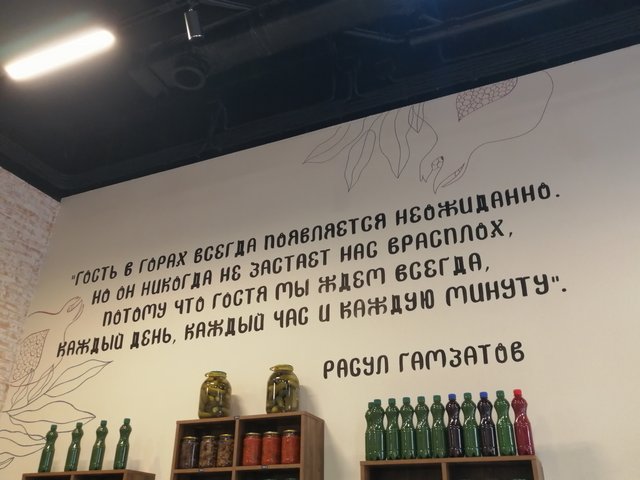 "ГОСТЬ В ГОРАХ ВСЕГДА ПОЯВЛЯЕТСЯ НЕОЖИДАННО.
НО ОН НИКОГДА НЕ ЗАСТАЕТ НАС ВРАСПЛОХ,
ПОТОМУ ЧТО ГОСТЯ МЫ ЖДЕМ ВСЕГДА,
КАЖДЫЙ ДЕНЬ, КАЖДЫЙ ЧАС И КАЖДУЮ МИНУТУ".
РАСУЛ ГАМЗАТОВ